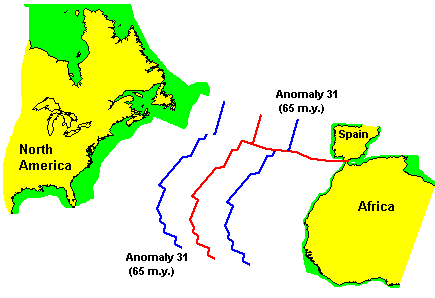 Anomaly 31
(65 m.y.)
Spain
North
America
Africa
Anomaly 31
(65 m.y.)